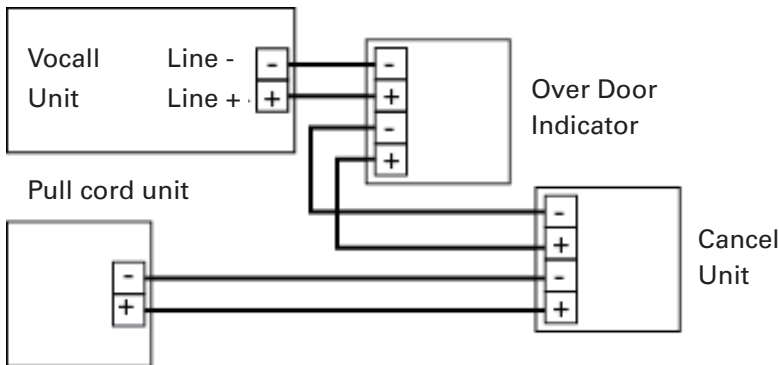 Vocall Line - -
Unit Line + +
-
+
-
+
Over Door
Indicator
Pull cord unit
-
+
-
+
-
+
Cancel
Unit